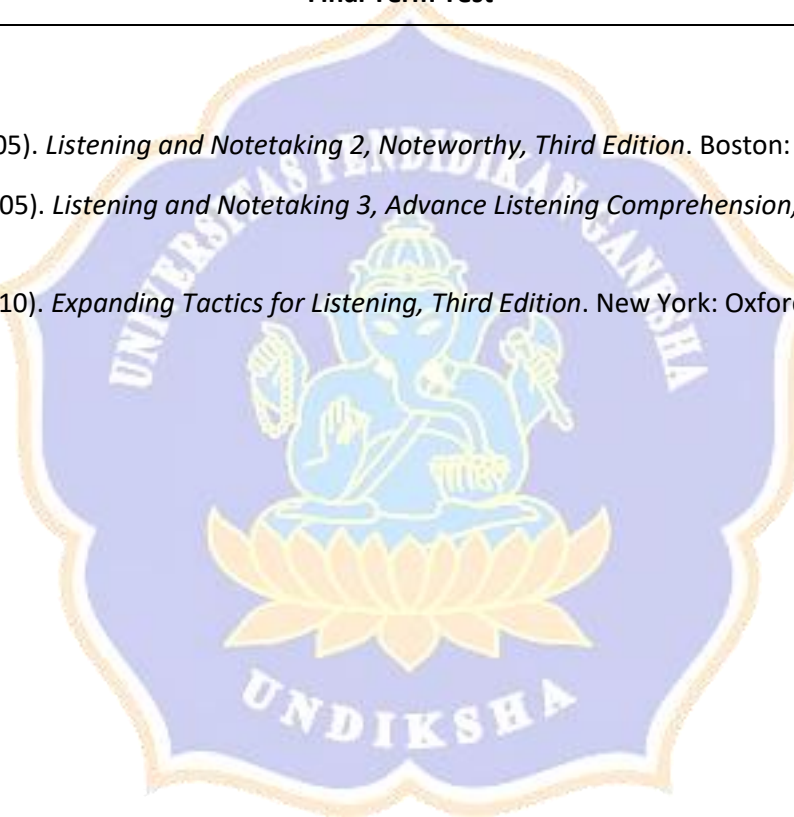 Final Term Test
05). Listening and Notetaking 2, Noteworthy, Third Edition. Boston:
05). Listening and Notetaking 3, Advance Listening Comprehension,
10). Expanding Tactics for Listening, Third Edition. New York: Oxford
UNIVERSITAS PENDIDIKAN GANESHA
UNDIKSHA